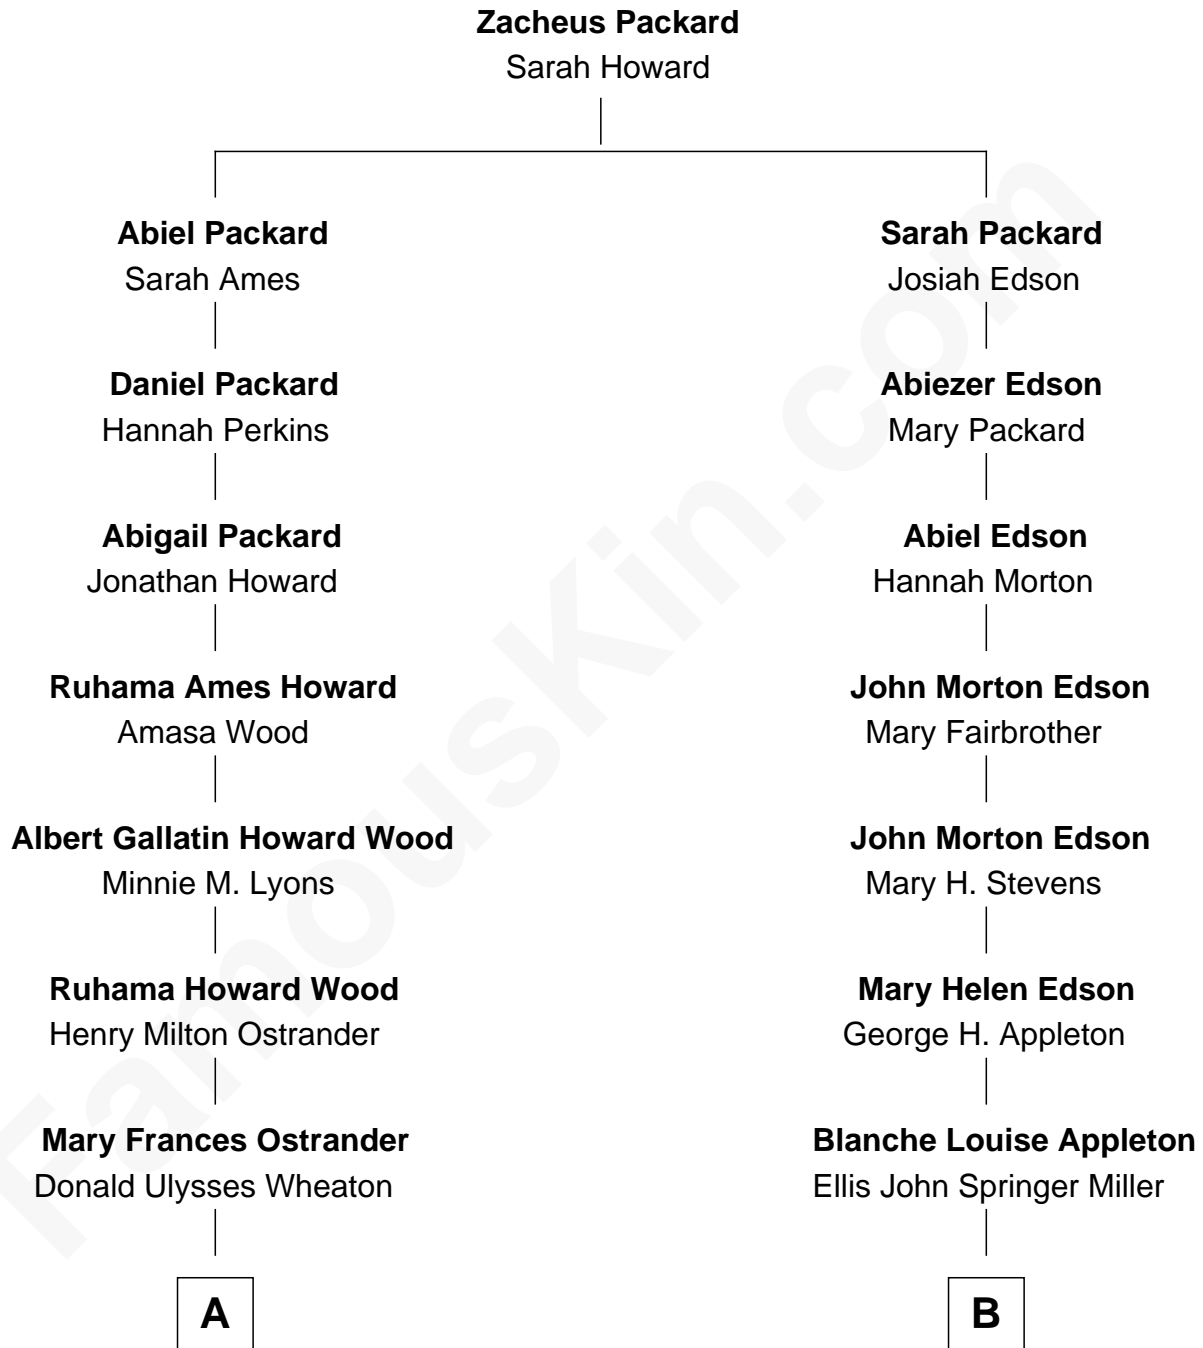 Zacheus Packard
Sarah Howard
Abiel Packard
Sarah Ames
Sarah Packard
Josiah Edson
Daniel Packard
Hannah Perkins
Abiezer Edson
Mary Packard
Abigail Packard
Jonathan Howard
Abiel Edson
Hannah Morton
Ruhama Ames Howard
Amasa Wood
John Morton Edson
Mary Fairbrother
Albert Gallatin Howard Wood
Minnie M. Lyons
John Morton Edson
Mary H. Stevens
Ruhama Howard Wood
Henry Milton Ostrander
Mary Helen Edson
George H. Appleton
Mary Frances Ostrander
Donald Ulysses Wheaton
Blanche Louise Appleton
Ellis John Springer Miller
A
B
FamousKin.com